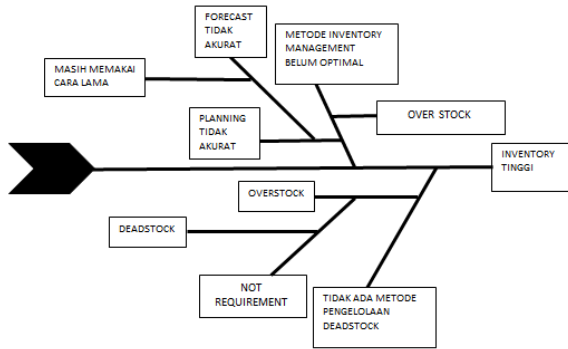 FORECAST
TIDAK
AKURAT
METODE INVENTORY
MANAGEMENT
BELUM OPTIMAL
MASIH MEMAKAI
CARA LAMA
OVER STOCK
PLANNING
TIDAK
AKURAT
INVENTORY
TINGGI
OVERSTOCK
DEADSTOCK
NOT
REQUIREMENT
TIDAK ADA METODE
PENGELOLAAN
DEADSTOCK